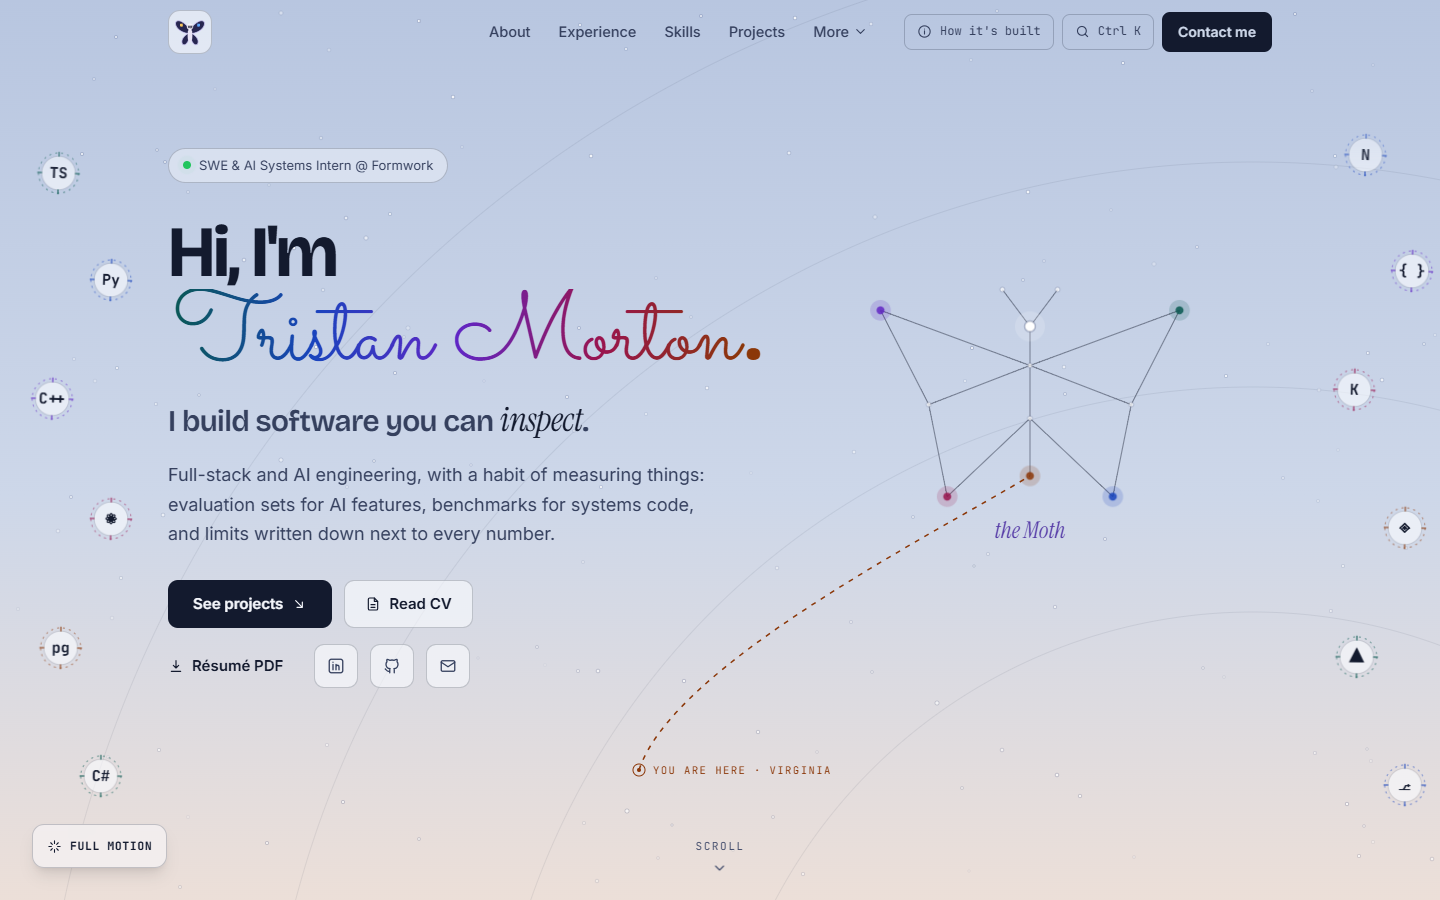 About Experience Skills Projects More How it's built Ctrl K Contact me
SWE & AI Systems Intern @ Formwork
Hi, I'm
Tristan Morton.
I build software you can inspect.
Full-stack and AI engineering, with a habit of measuring things:
evaluation sets for AI features, benchmarks for systems code,
and limits written down next to every number.
See projects Read CV
Résumé PDF
TS
Py
C++
pg
C#
N
{ }
K
the Moth
YOU ARE HERE · VIRGINIA
FULL MOTION
SCROLL